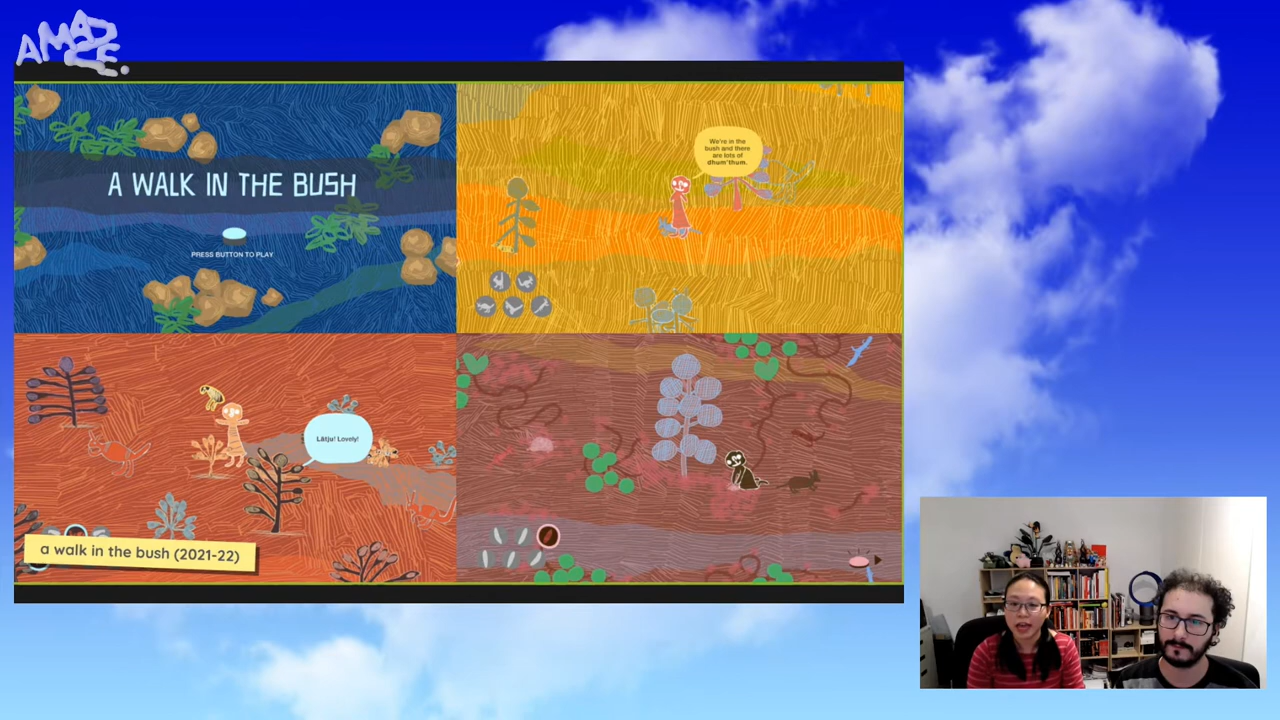 AMAZE.
A WALK IN THE BUSH
PRESS BUTTON TO PLAY
We're in the
bush and there
are lots of
dhum'thum.
Lätju! Lovely!
a walk in the bush (2021-22)